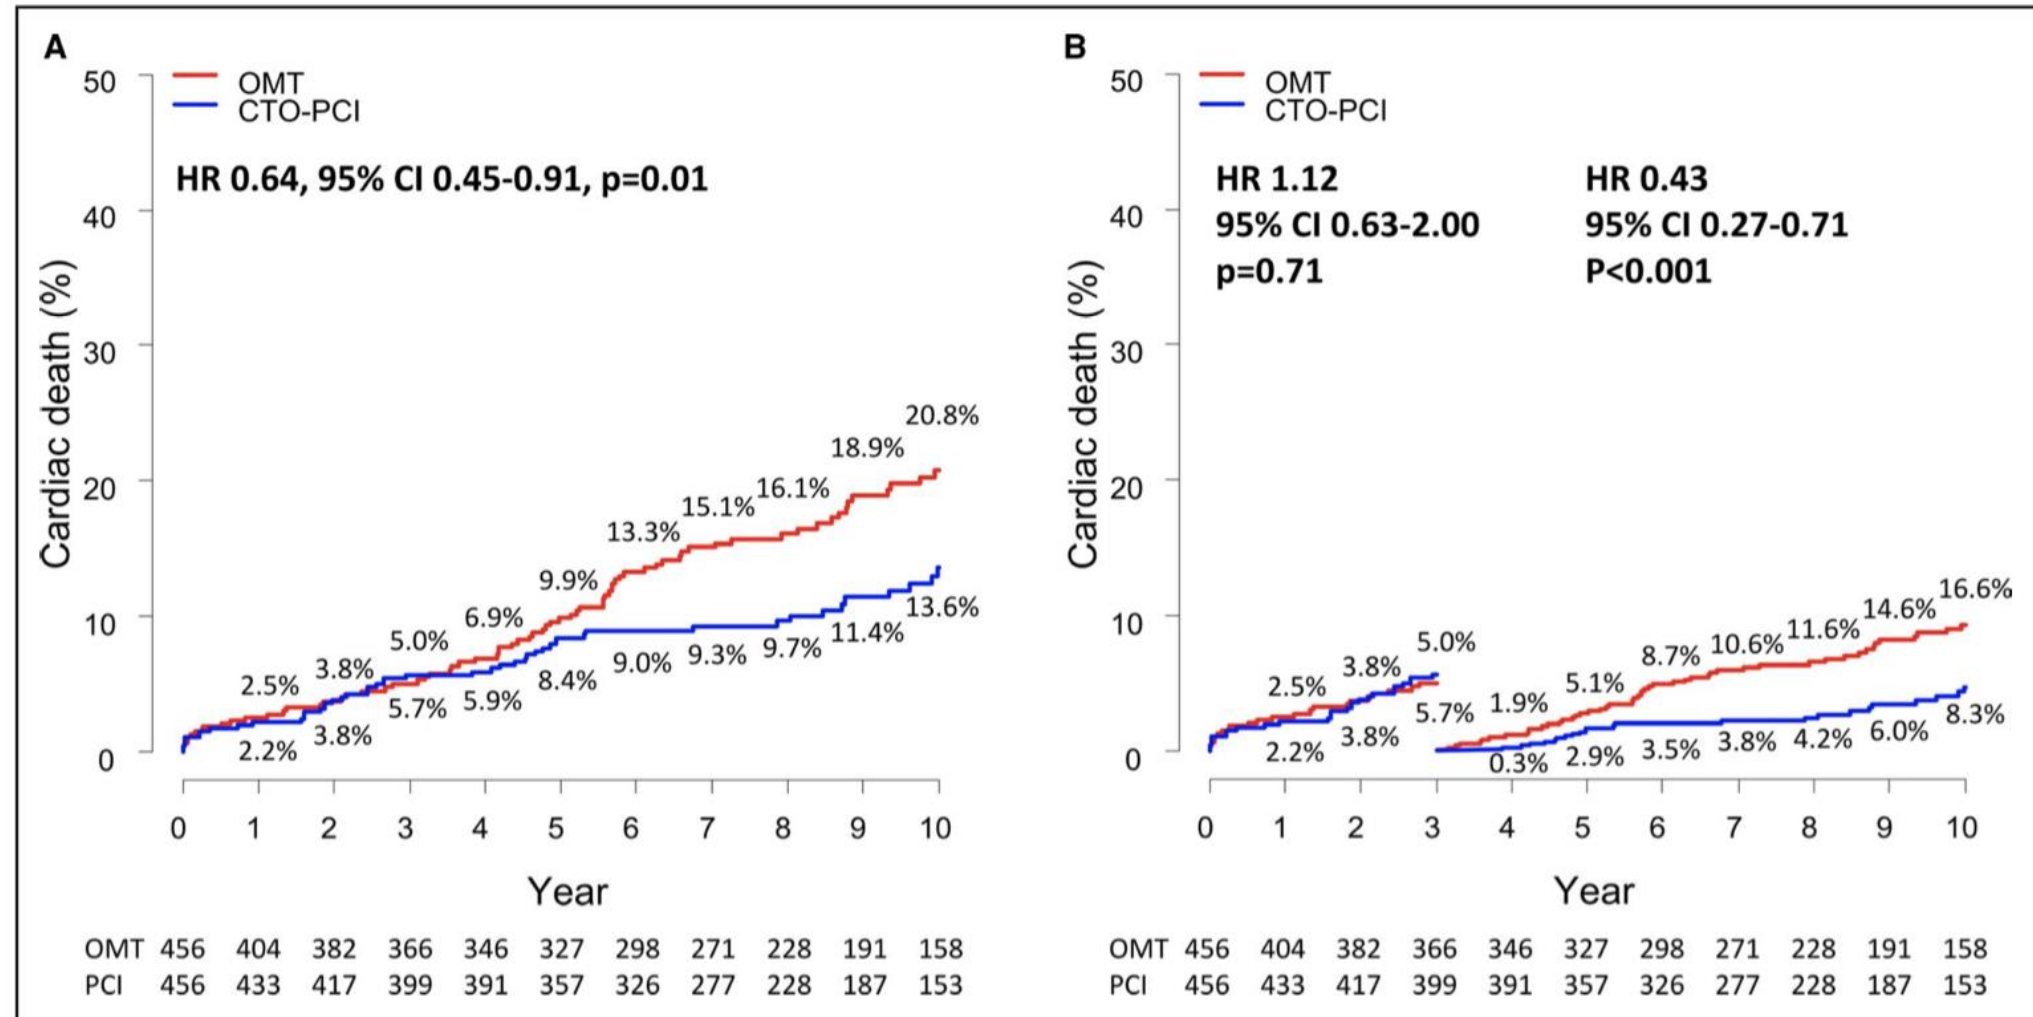 A
OMT
CTO-PCI
HR 0.64, 95% CI 0.45-0.91, p=0.01
Cardiac death (%)
50
40
30
20
10
0
20.8%
18.9%
16.1%
15.1%
13.3%
9.9%
6.9%
5.0%
3.8%
2.5%
2.2%
3.8%
5.7%
5.9%
8.4%
9.0%
9.3%
9.7%
11.4%
13.6%
0 1 2 3 4 5 6 7 8 9 10
Year
OMT 456 404 382 366 346 327 298 271 228 191 158
PCI 456 433 417 399 391 357 326 277 228 187 153
B
OMT
CTO-PCI
HR 1.12
95% CI 0.63-2.00
p=0.71
HR 0.43
95% CI 0.27-0.71
P<0.001
Cardiac death (%)
50
40
30
20
10
0
2.5%
3.8%
5.0%
2.2%
3.8%
5.7%
1.9%
5.1%
8.7%
10.6%
11.6%
14.6%
16.6%
0.3%
2.9%
3.5%
3.8%
4.2%
6.0%
8.3%
0 1 2 3 4 5 6 7 8 9 10
Year
OMT 456 404 382 366 346 327 298 271 228 191 158
PCI 456 433 417 399 391 357 326 277 228 187 153